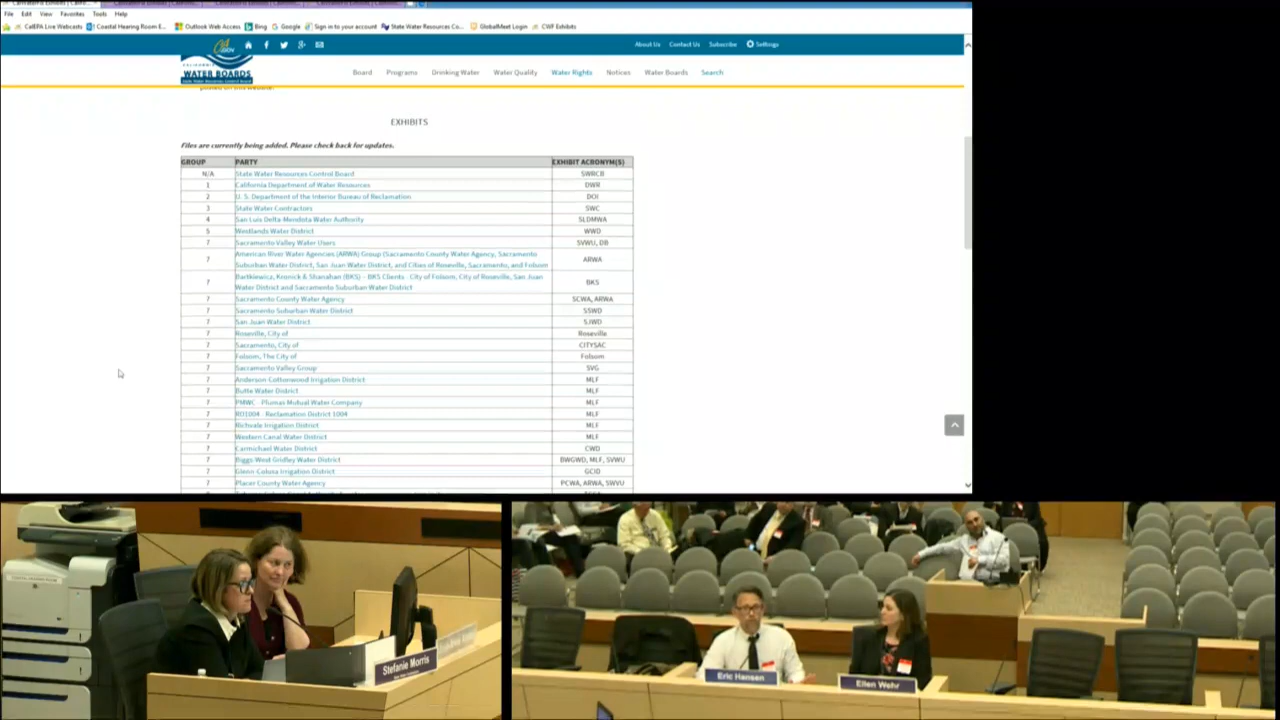 File Edit View Favorites Tools Help
CalEPA Live Webcasts Coastal Hearing Room E... Outlook Web Access Bing Google Sign in to your account State Water Resources Co... GlobalMeet Login CWF Exhibits
About Us Contact Us Subscribe Settings
WATER BOARDS
Board Programs Drinking Water Water Quality Water Rights Notices Water Boards Search
posted on this website.
EXHIBITS
Files are currently being added. Please check back for updates.
GROUP PARTY EXHIBIT ACRONYM(S)
N/A State Water Resources Control Board SWRCB
1 California Department of Water Resources DWR
2 U. S. Department of the Interior Bureau of Reclamation DOI
3 State Water Contractors SWC
4 San Luis Delta-Mendota Water Authority SLDMWA
5 Westlands Water District WWD
7 Sacramento Valley Water Users SVWU, DB
7 American River Water Agencies (ARWA) Group (Sacramento County Water Agency, Sacramento
Suburban Water District, San Juan Water District, and Cities of Roseville, Sacramento, and Folsom ARWA
7 Bartkiewicz, Kronick & Shanahan (BKS) - BKS Clients - City of Folsom, City of Roseville, San Juan
Water District and Sacramento Suburban Water District BKS
7 Sacramento County Water Agency SCWA, ARWA
7 Sacramento Suburban Water District SSWD
7 San Juan Water District SJWD
7 Roseville, City of Roseville
7 Sacramento, City of CITYSAC
7 Folsom, The City of Folsom
7 Sacramento Valley Group SVG
7 Anderson Cottonwood Irrigation District MLF
7 Butte Water District MLF
7 PMWC - Plumas Mutual Water Company MLF
7 RD1004 - Reclamation District 1004 MLF
7 Richvale Irrigation District MLF
7 Western Canal Water District MLF
7 Carmichael Water District CWD
7 Biggs-West Gridley Water District BWGWD, MLF, SVWU
7 Glenn-Colusa Irrigation District GCID
7 Placer County Water Agency PCWA, ARWA, SWVU
Stefanie Morris
Eric Hansen
Ellen Wehr